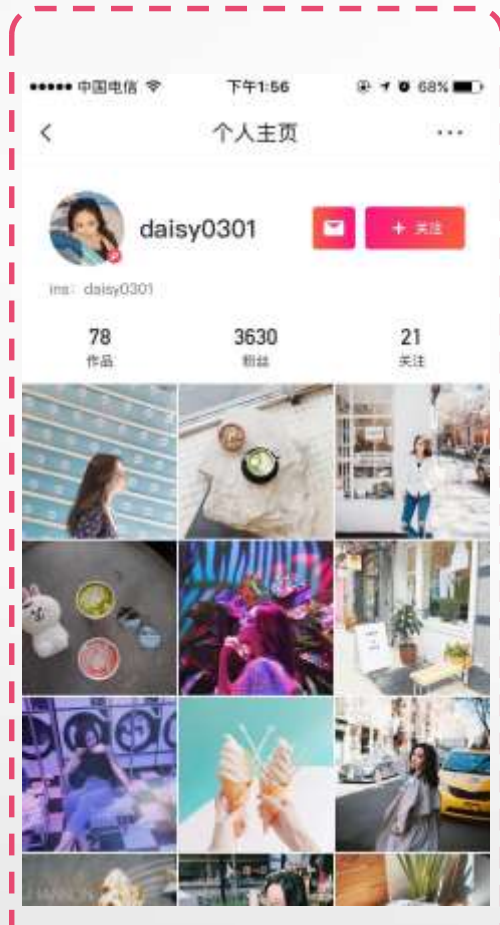 ●●●●● 中国电信 下午1:56 68%
个人主页
daisy0301
+ 关注
ins: daisy0301
78 3630 21
作品 粉丝 关注